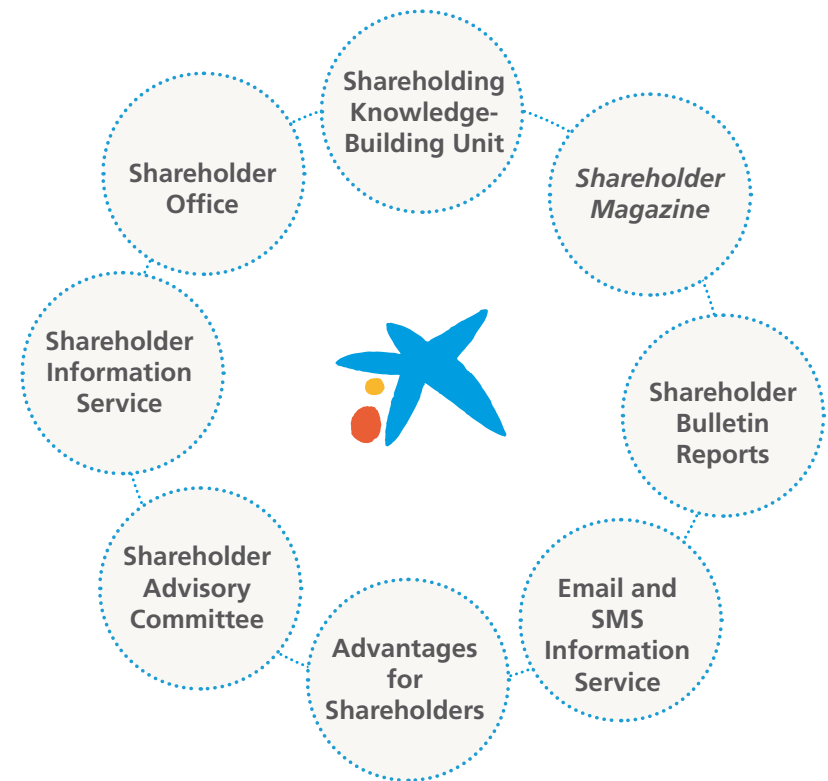 Shareholding
Knowledge-
Building Unit
Shareholder
Magazine
Shareholder
Bulletin
Reports
Email and
SMS
Information
Service
Advantages
for
Shareholders
Shareholder
Advisory
Committee
Shareholder
Information
Service
Shareholder
Office